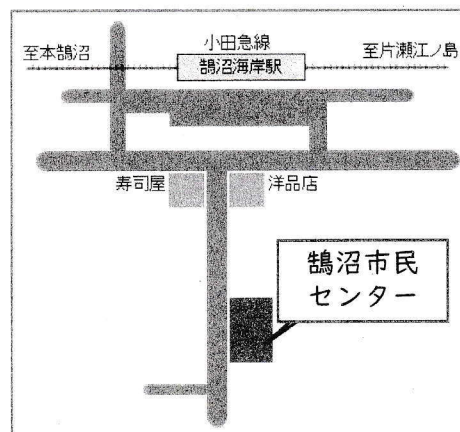 小田急線
至本鵠沼
鵠沼海岸駅
至片瀬江ノ島
寿司屋
洋品店
鵠沼市民
センター